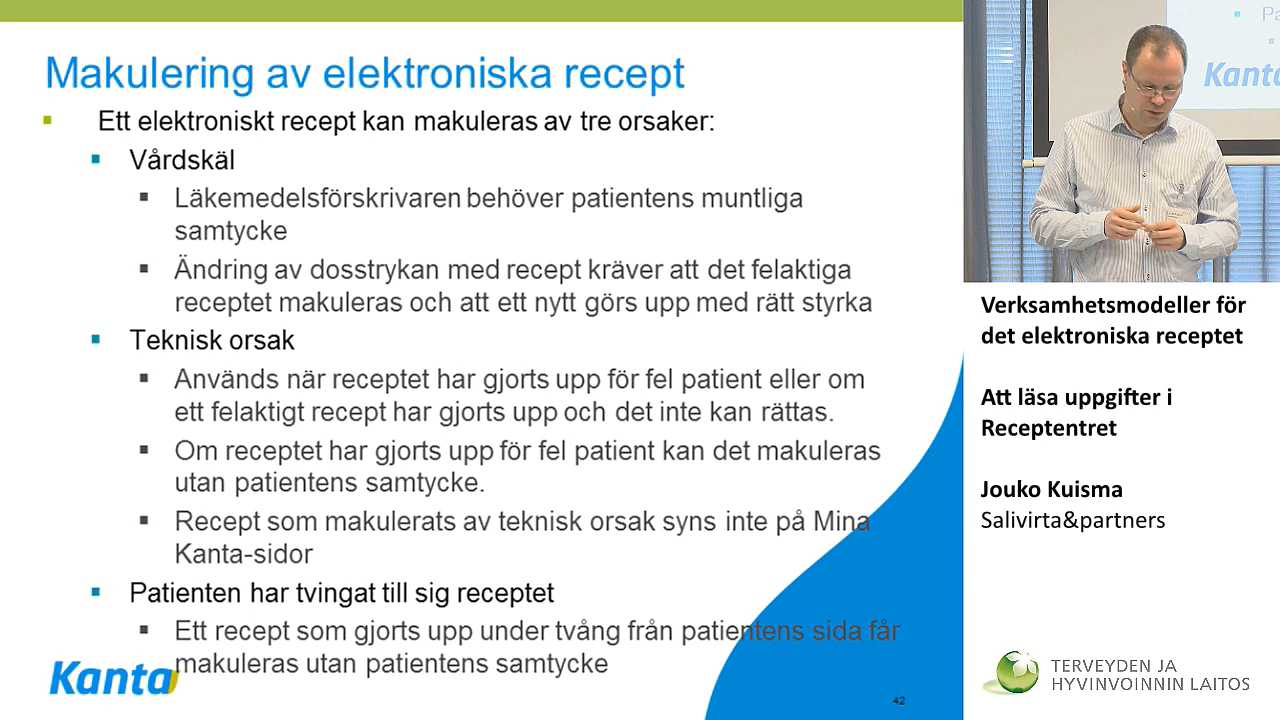 Makulering av elektroniska recept
Ett elektroniskt recept kan makuleras av tre orsaker:
Vårdskäl
Läkemedelsförskrivaren behöver patientens muntliga
samtycke
Ändring av dosstrykan med recept kräver att det felaktiga
receptet makuleras och att ett nytt görs upp med rätt styrka
Teknisk orsak
Används när receptet har gjorts upp för fel patient eller om
ett felaktigt recept har gjorts upp och det inte kan rättas.
Om receptet har gjorts upp för fel patient kan det makuleras
utan patientens samtycke.
Recept som makulerats av teknisk orsak syns inte på Mina
Kanta-sidor
Patienten har tvingat till sig receptet
Ett recept som gjorts upp under tvång från patientens sida får
makuleras utan patientens samtycke
Kanta
42
Pa
Kanta
Verksamhetsmodeller för
det elektroniska receptet
Att läsa uppgifter i
Receptentret
Jouko Kuisma
Salivirta&partners
TERVEYDEN JA
HYVINVOINNIN LAITOS